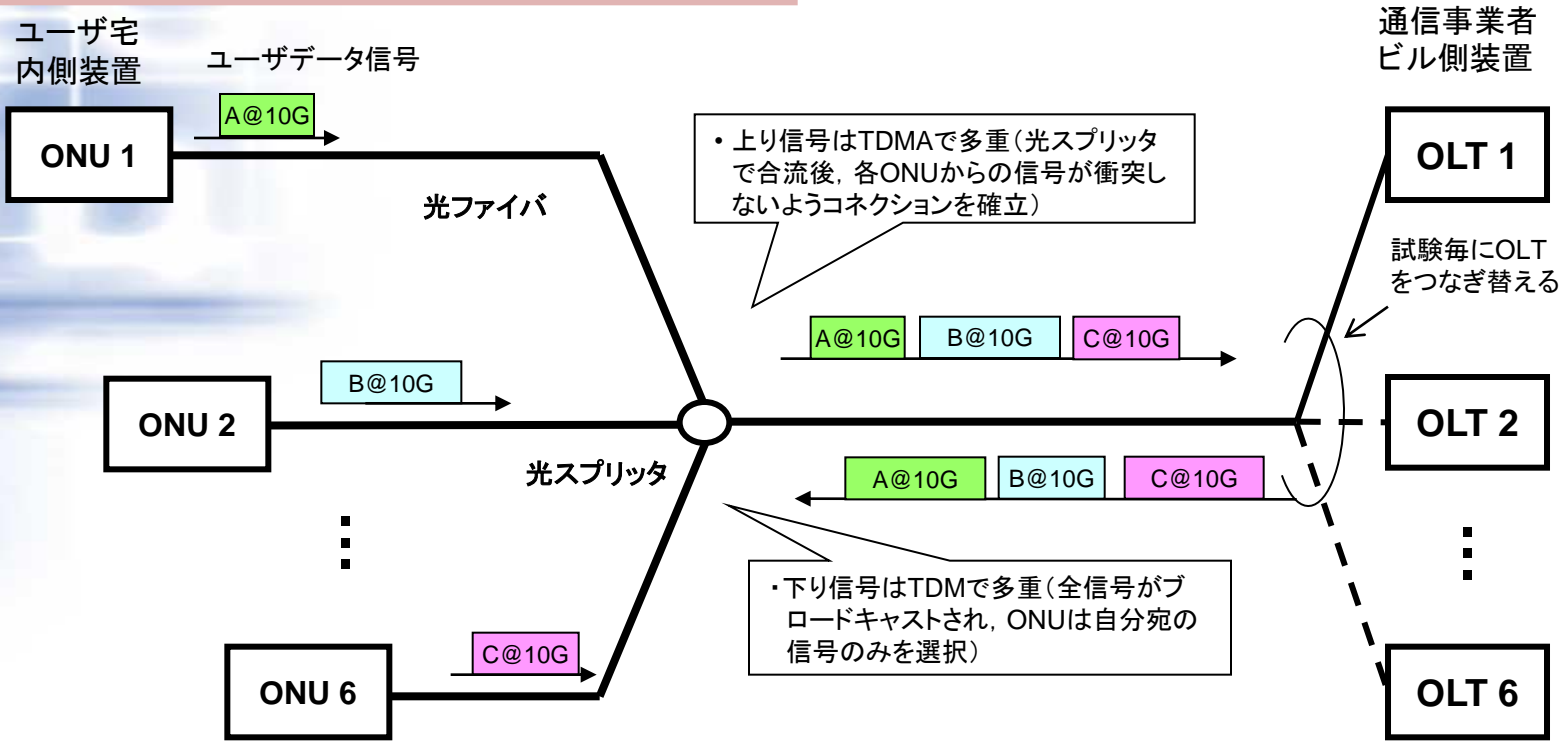 ユーザ宅
内側装置
ユーザデータ信号
通信事業者
ビル側装置
A@10G
ONU 1
光ファイバ
・上り信号はTDMAで多重（光スプリッタ
で合流後，各ONUからの信号が衝突し
ないようコネクションを確立）
OLT 1
試験毎にOLT
をつなぎ替える
A@10G
B@10G
C@10G
B@10G
ONU 2
光スプリッタ
OLT 2
A@10G
B@10G
C@10G
・下り信号はTDMで多重（全信号がブ
ロードキャストされ，ONUは自分宛の
信号のみを選択）
C@10G
ONU 6
OLT 6